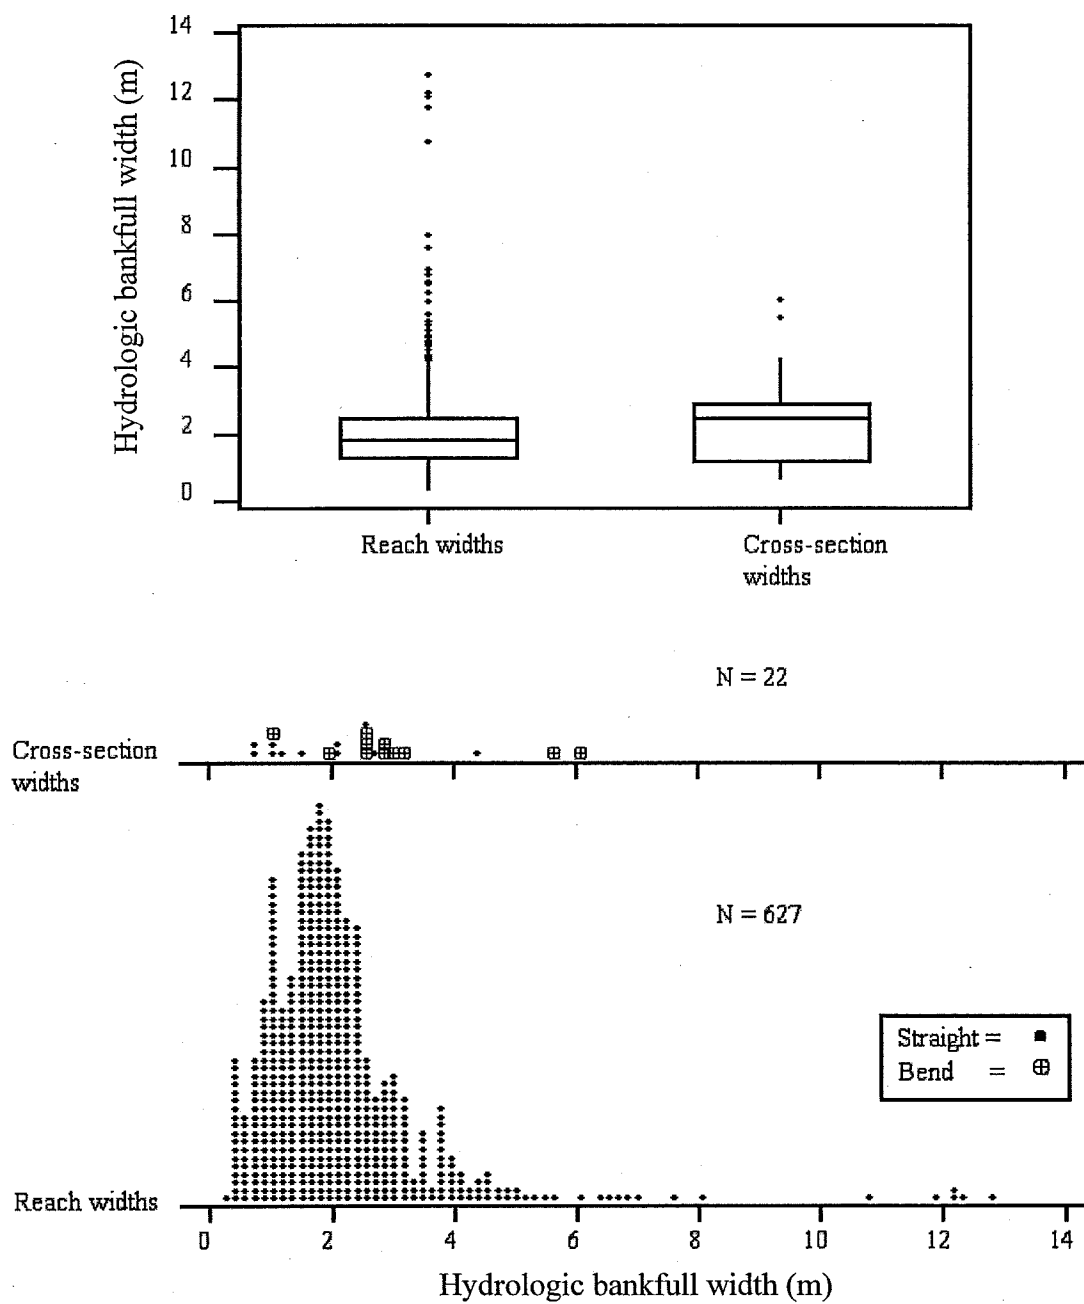 14
12
10
8
6
4
2
0
Hydrologic bankfull width (m)
Reach widths
Cross-section
widths
N = 22
Cross-section
widths
N = 627
Straight =
Bend =
Reach widths
0 2 4 6 8 10 12 14
Hydrologic bankfull width (m)